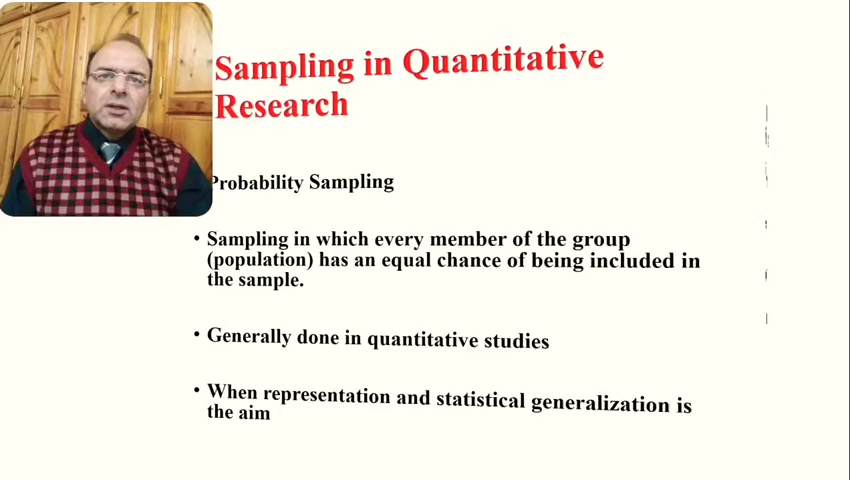 Sampling in Quantitative
Research
Probability Sampling
• Sampling in which every member of the group
(population) has an equal chance of being included in
the sample.
• Generally done in quantitative studies
• When representation and statistical generalization is
the aim